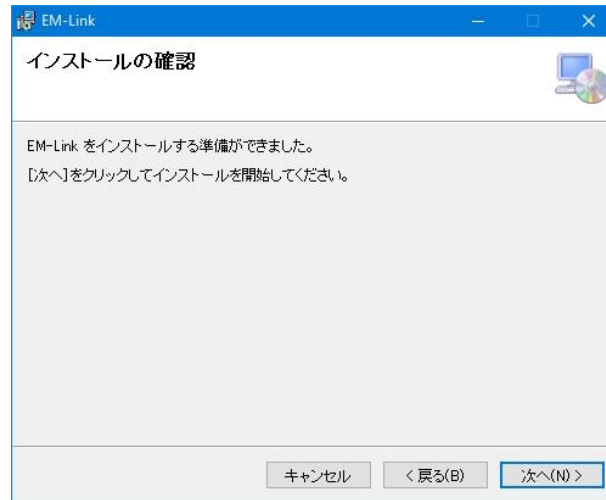 EM-Link
インストールの確認
EM-Link をインストールする準備ができました。
[次へ]をクリックしてインストールを開始してください。
キャンセル
< 戻る(B)
次へ(N) >